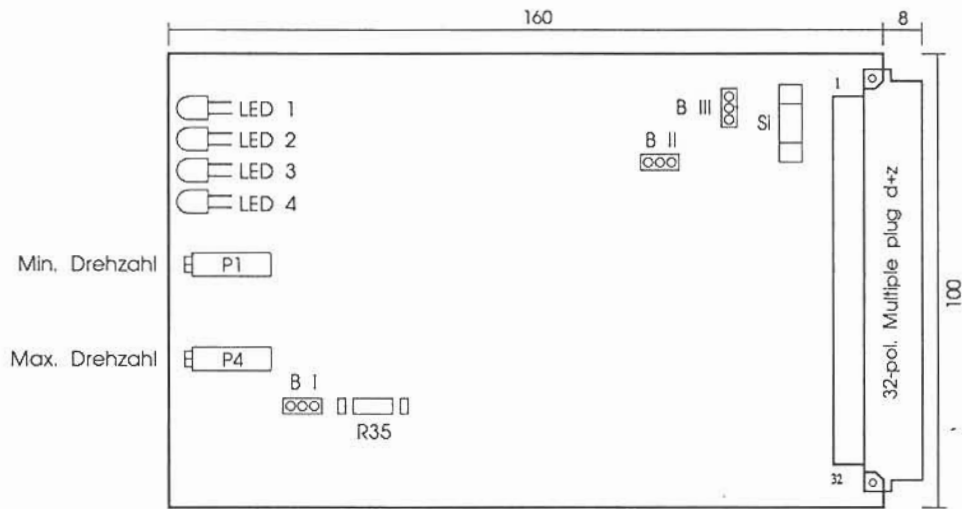 160
8
LED 1
LED 2
LED 3
LED 4
B III
B II
Si
1
32-pol. Multiple plug d+z
100
Min. Drehzahl
P1
Max. Drehzahl
P4
B I
R35
32